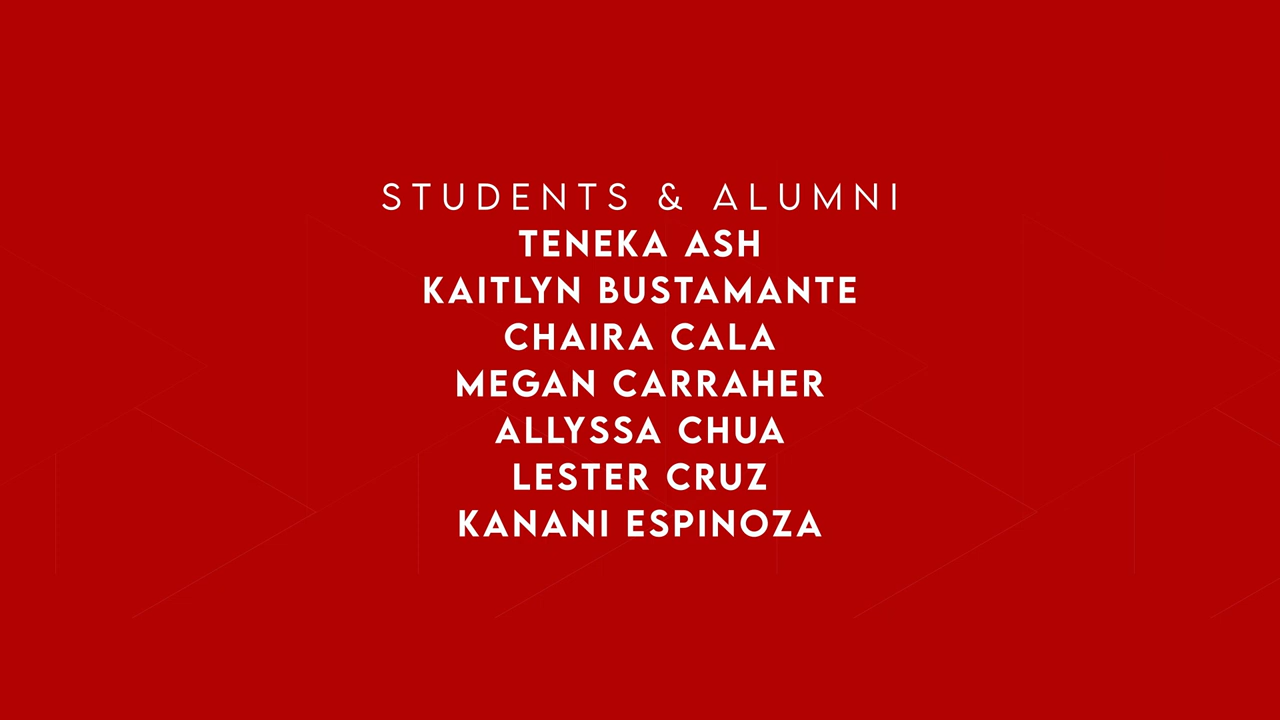 STUDENTS & ALUMNI
TENEKA ASH
KAITLYN BUSTAMANTE
CHAIRA CALA
MEGAN CARRAHER
ALLYSSA CHUA
LESTER CRUZ
KANANI ESPINOZA